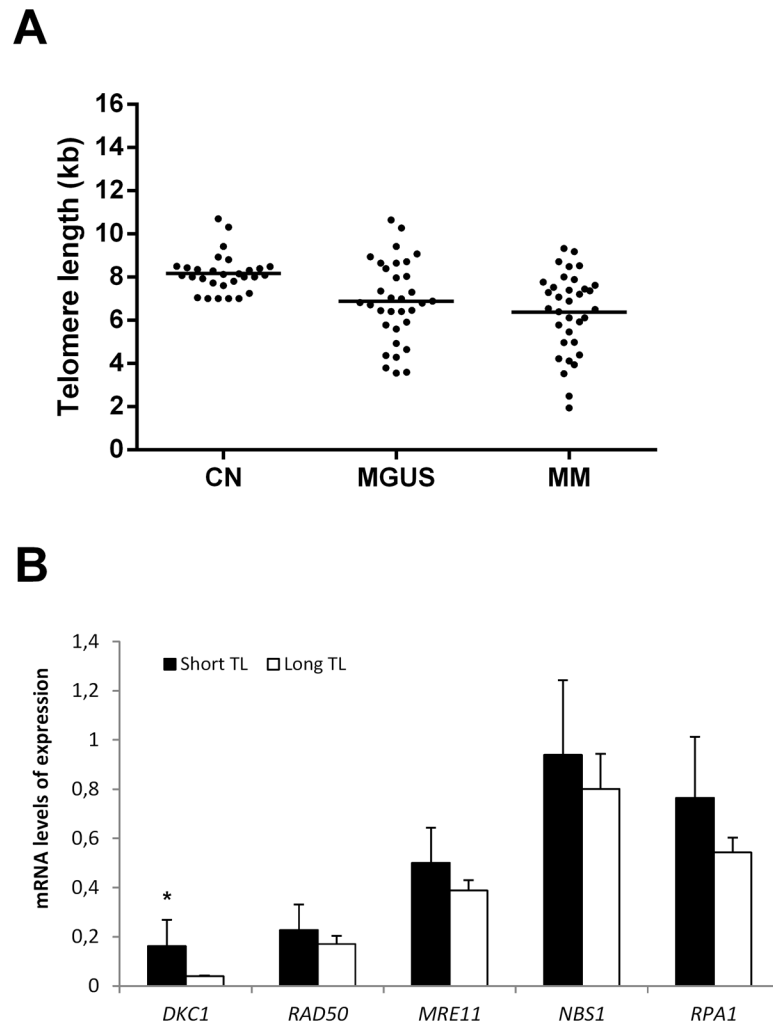 A
Telomere length (kb)
16
14
12
10
8
6
4
2
0
CN MGUS MM
B
mRNA levels of expression
1,4
1,2
1
0,8
0,6
0,4
0,2
0
Short TL Long TL
*
DKC1 RAD50 MRE11 NBS1 RPA1